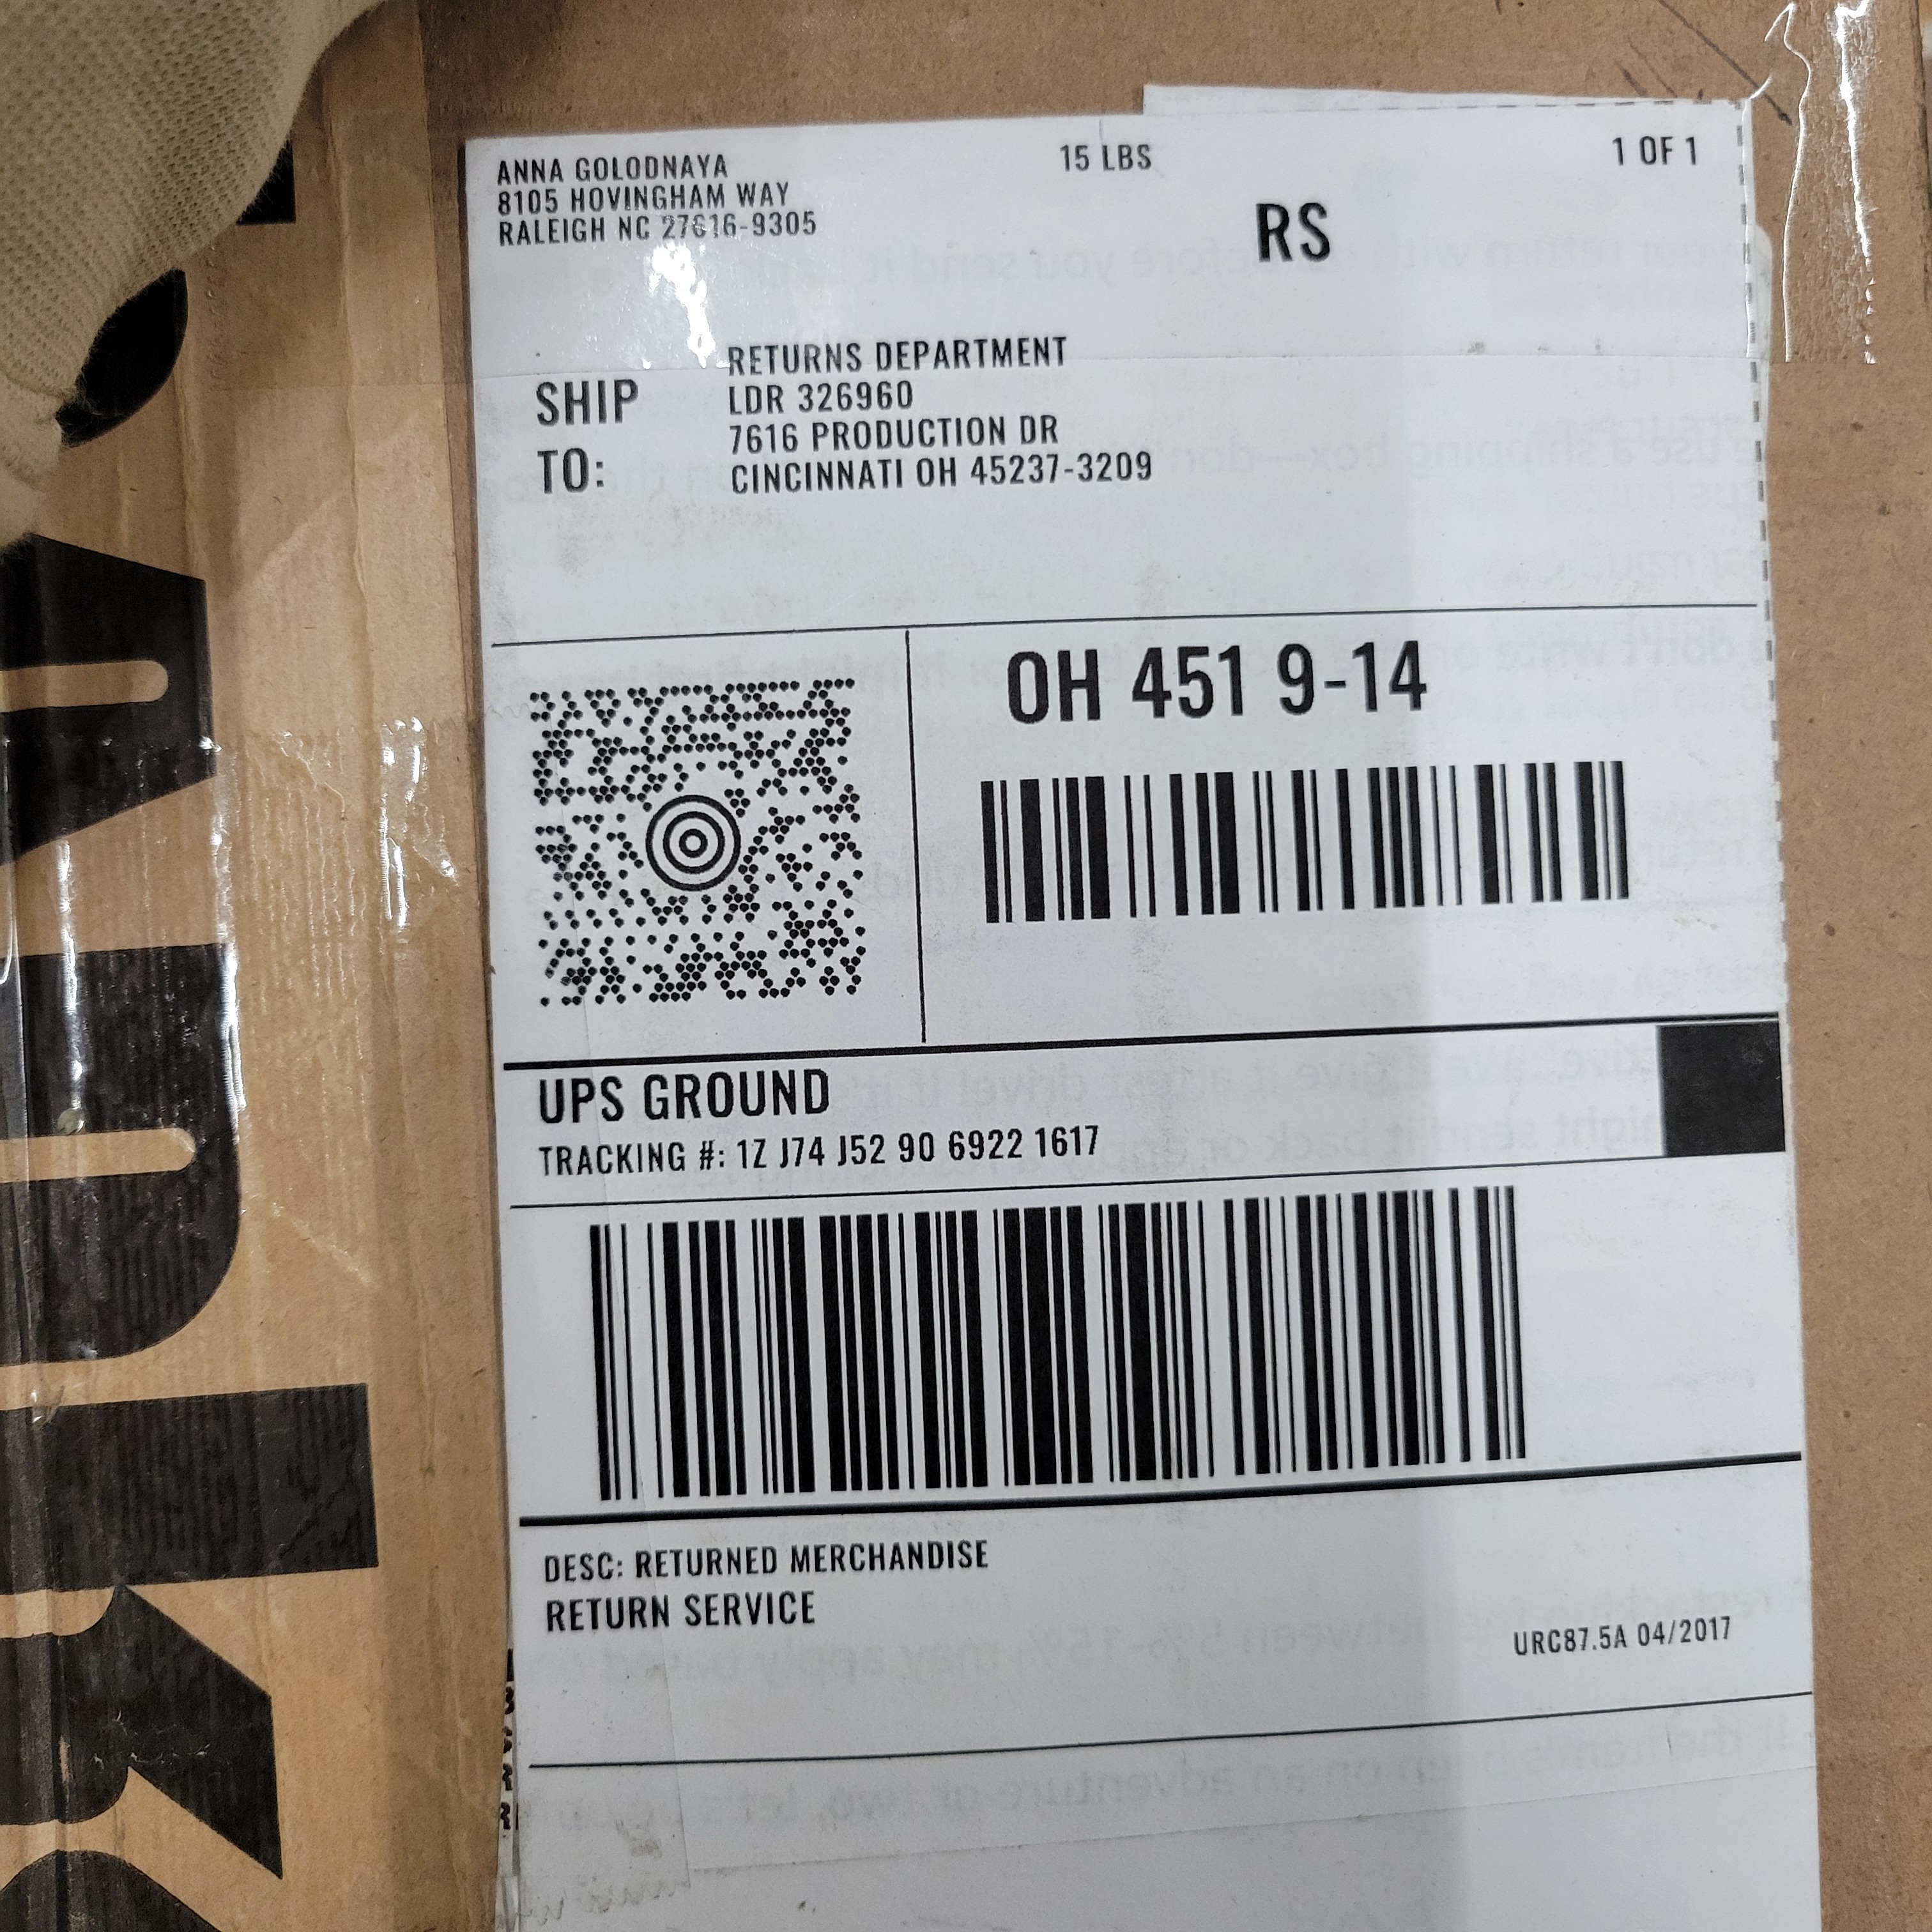 ANNA GOLODNAYA
8105 HOVINGHAM WAY
RALEIGH NC 27616-9305
15 LBS
1 OF 1
RS
SHIP TO:
RETURNS DEPARTMENT
LDR 326960
7616 PRODUCTION DR
CINCINNATI OH 45237-3209
OH 451 9-14
UPS GROUND
TRACKING #: 1Z J74 J52 90 6922 1617
DESC: RETURNED MERCHANDISE
RETURN SERVICE
URC87.5A 04/2017